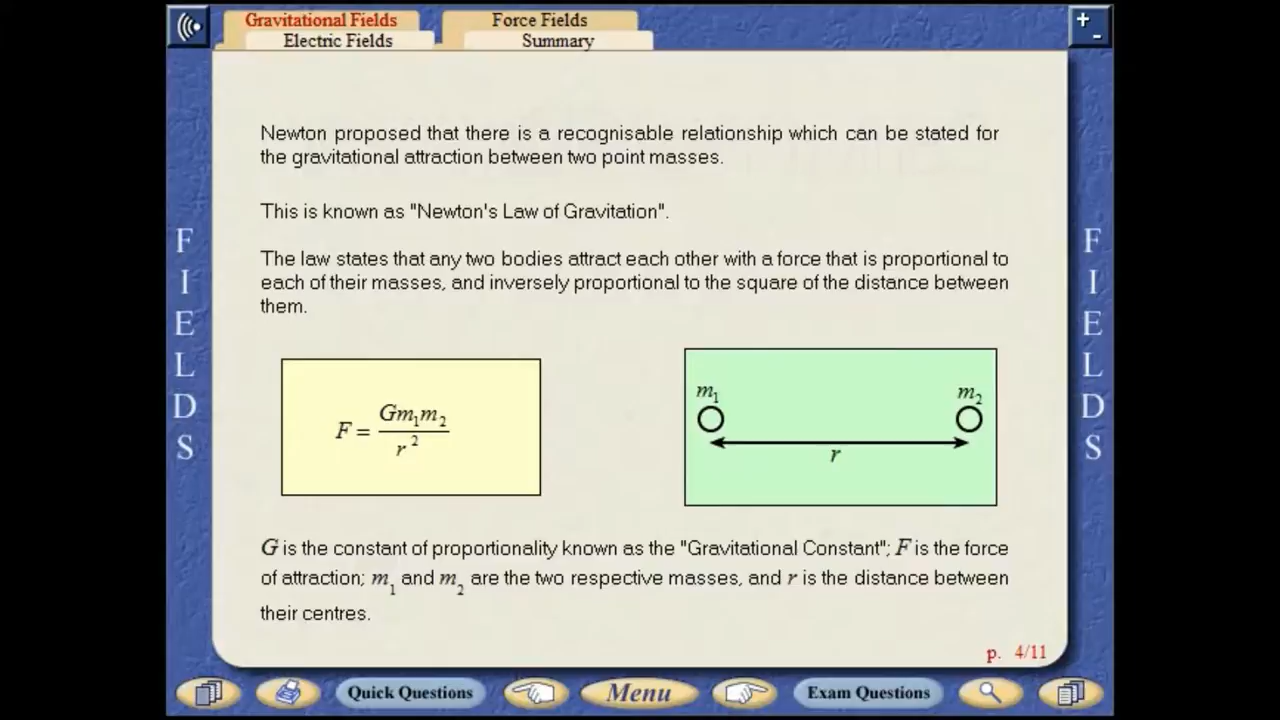 Gravitational Fields
Force Fields
+
-
Electric Fields
Summary
Newton proposed that there is a recognisable relationship which can be stated for
the gravitational attraction between two point masses.
This is known as "Newton's Law of Gravitation".
The law states that any two bodies attract each other with a force that is proportional to
each of their masses, and inversely proportional to the square of the distance between
them.
F = Gm₁m₂ / r²
m₁
m₂
r
G is the constant of proportionality known as the "Gravitational Constant"; F is the force
of attraction; m₁ and m₂ are the two respective masses, and r is the distance between
their centres.
p. 4/11
FIELDS
FIELDS
Quick Questions
Menu
Exam Questions